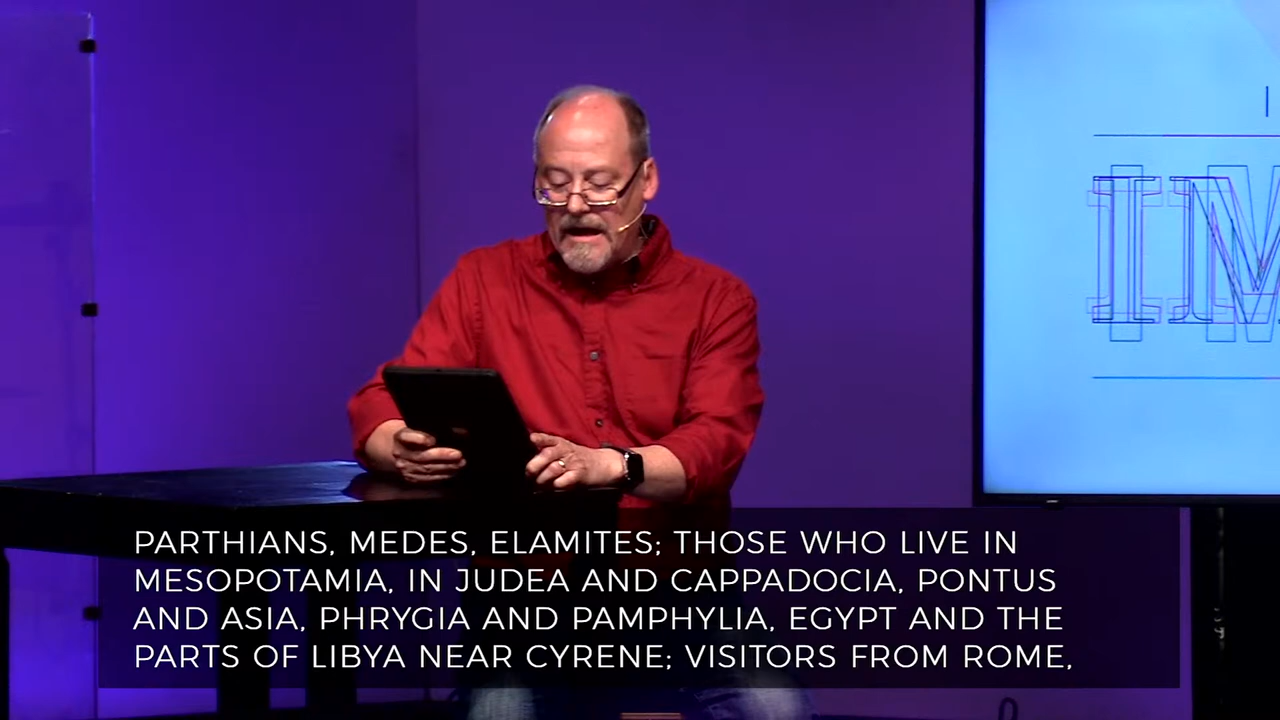 IM
PARTHIANS, MEDES, ELAMITES; THOSE WHO LIVE IN
MESOPOTAMIA, IN JUDEA AND CAPPADOCIA, PONTUS
AND ASIA, PHRYGIA AND PAMPHYLIA, EGYPT AND THE
PARTS OF LIBYA NEAR CYRENE; VISITORS FROM ROME,